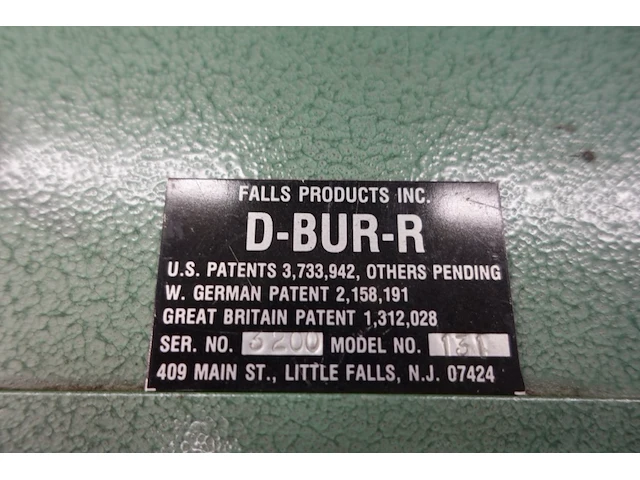 FALLS PRODUCTS INC.
D-BUR-R
U.S. PATENTS 3,733,942, OTHERS PENDING
W. GERMAN PATENT 2,158,191
GREAT BRITAIN PATENT 1,312,028
SER. NO. 3200 MODEL NO. 131
409 MAIN ST., LITTLE FALLS, N.J. 07424